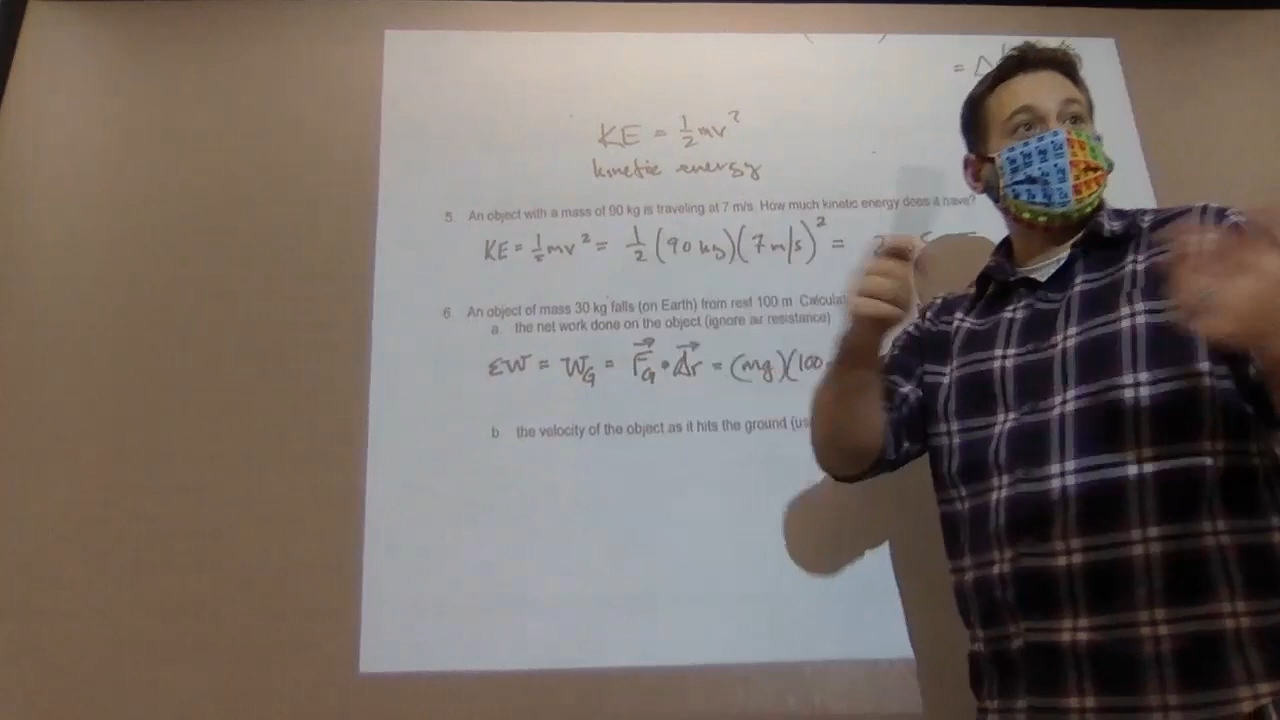 = Δ
KE = ½mv²
kinetic energy
5. An object with a mass of 90 kg is traveling at 7 m/s. How much kinetic energy does it have?
KE = ½mv² = ½ (90 kg)(7 m/s)² =
6. An object of mass 30 kg falls (on Earth) from rest 100 m. Calculat
a. the net work done on the object (ignore air resistance)
ΣW = W_G = F⃗_G • Δr⃗ = (mg)(100
b the velocity of the object as it hits the ground (us